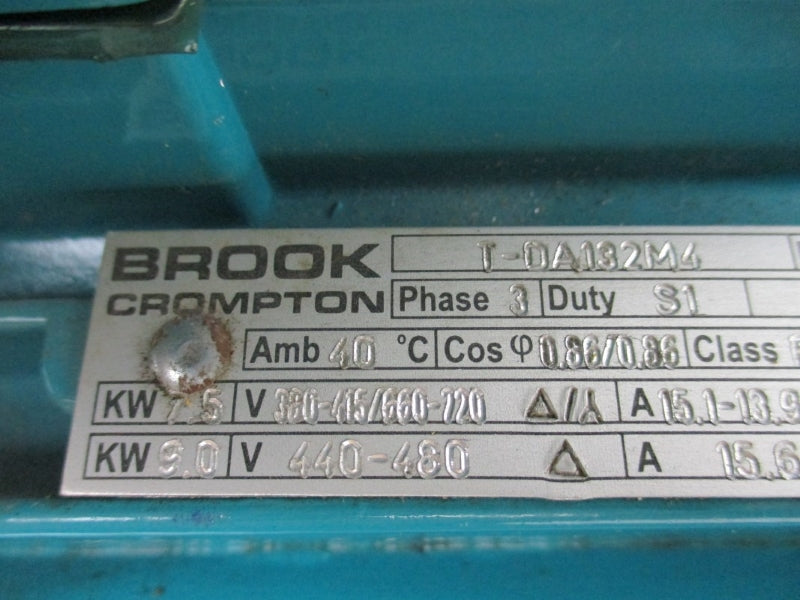 BROOK
CROMPTON
T-DA132M4
Phase 3 Duty S1
Amb 40 °C Cos φ 0.86/0.86 Class
KW 7.5 V 380-415/660-720 Δ/⅄ A 15.1-13.9
KW 9.0 V 440-480 Δ A 15.6